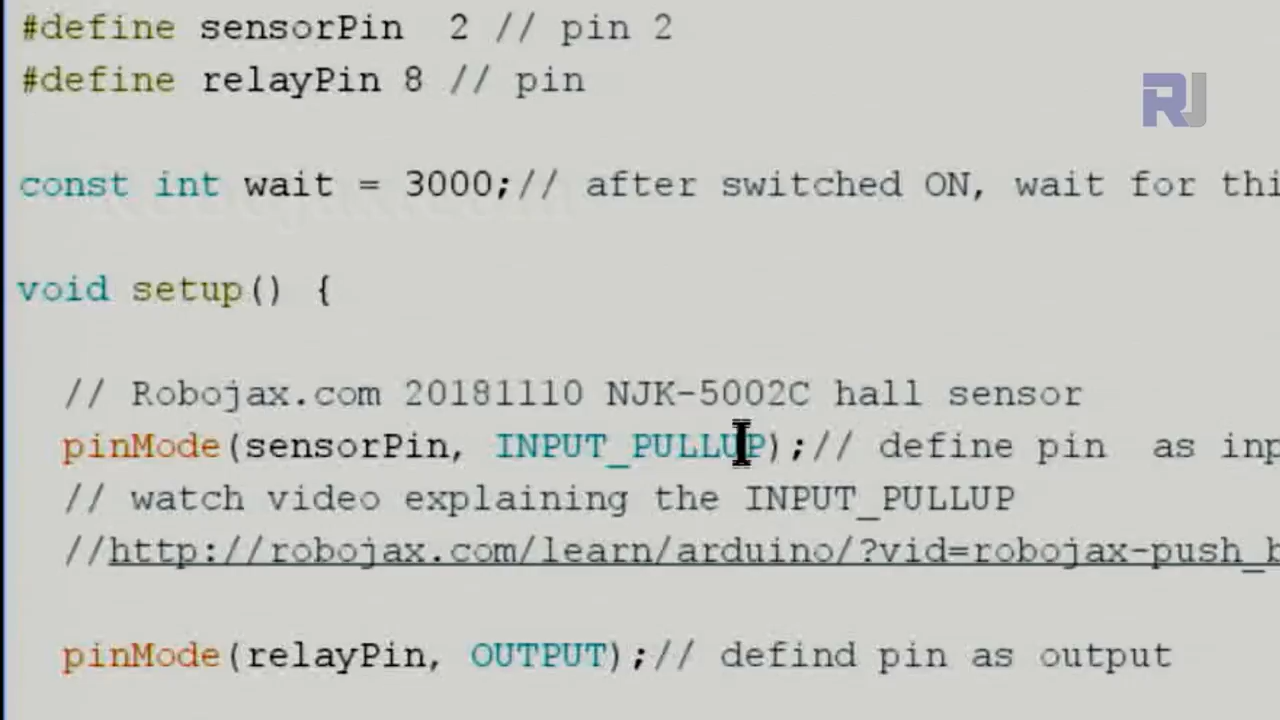 #define sensorPin  2 // pin 2
#define relayPin 8 // pin
RJ
const int wait = 3000;// after switched ON, wait for thi
void setup() {
// Robojax.com 20181110 NJK-5002C hall sensor
pinMode(sensorPin, INPUT_PULLUP);// define pin  as inp
// watch video explaining the INPUT_PULLUP
//http://robojax.com/learn/arduino/?vid=robojax-push_b
pinMode(relayPin, OUTPUT);// defind pin as output